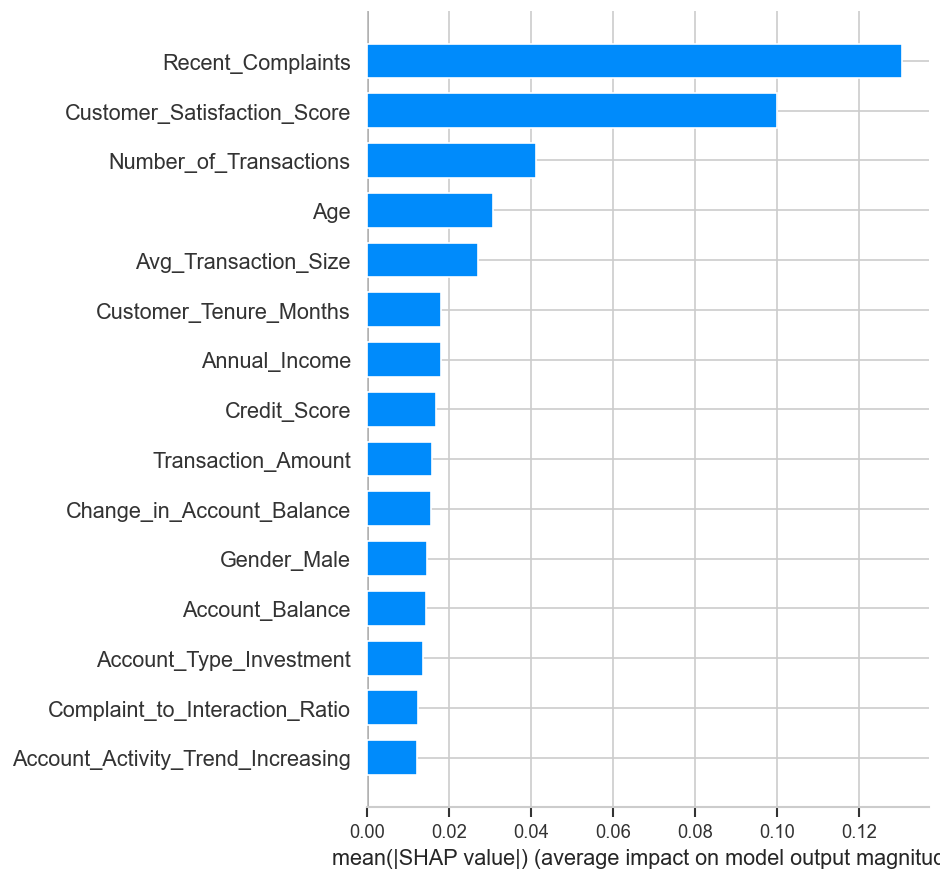 Recent_Complaints
Customer_Satisfaction_Score
Number_of_Transactions
Age
Avg_Transaction_Size
Customer_Tenure_Months
Annual_Income
Credit_Score
Transaction_Amount
Change_in_Account_Balance
Gender_Male
Account_Balance
Account_Type_Investment
Complaint_to_Interaction_Ratio
Account_Activity_Trend_Increasing
0.00 0.02 0.04 0.06 0.08 0.10 0.12
mean(|SHAP value|) (average impact on model output magnitud